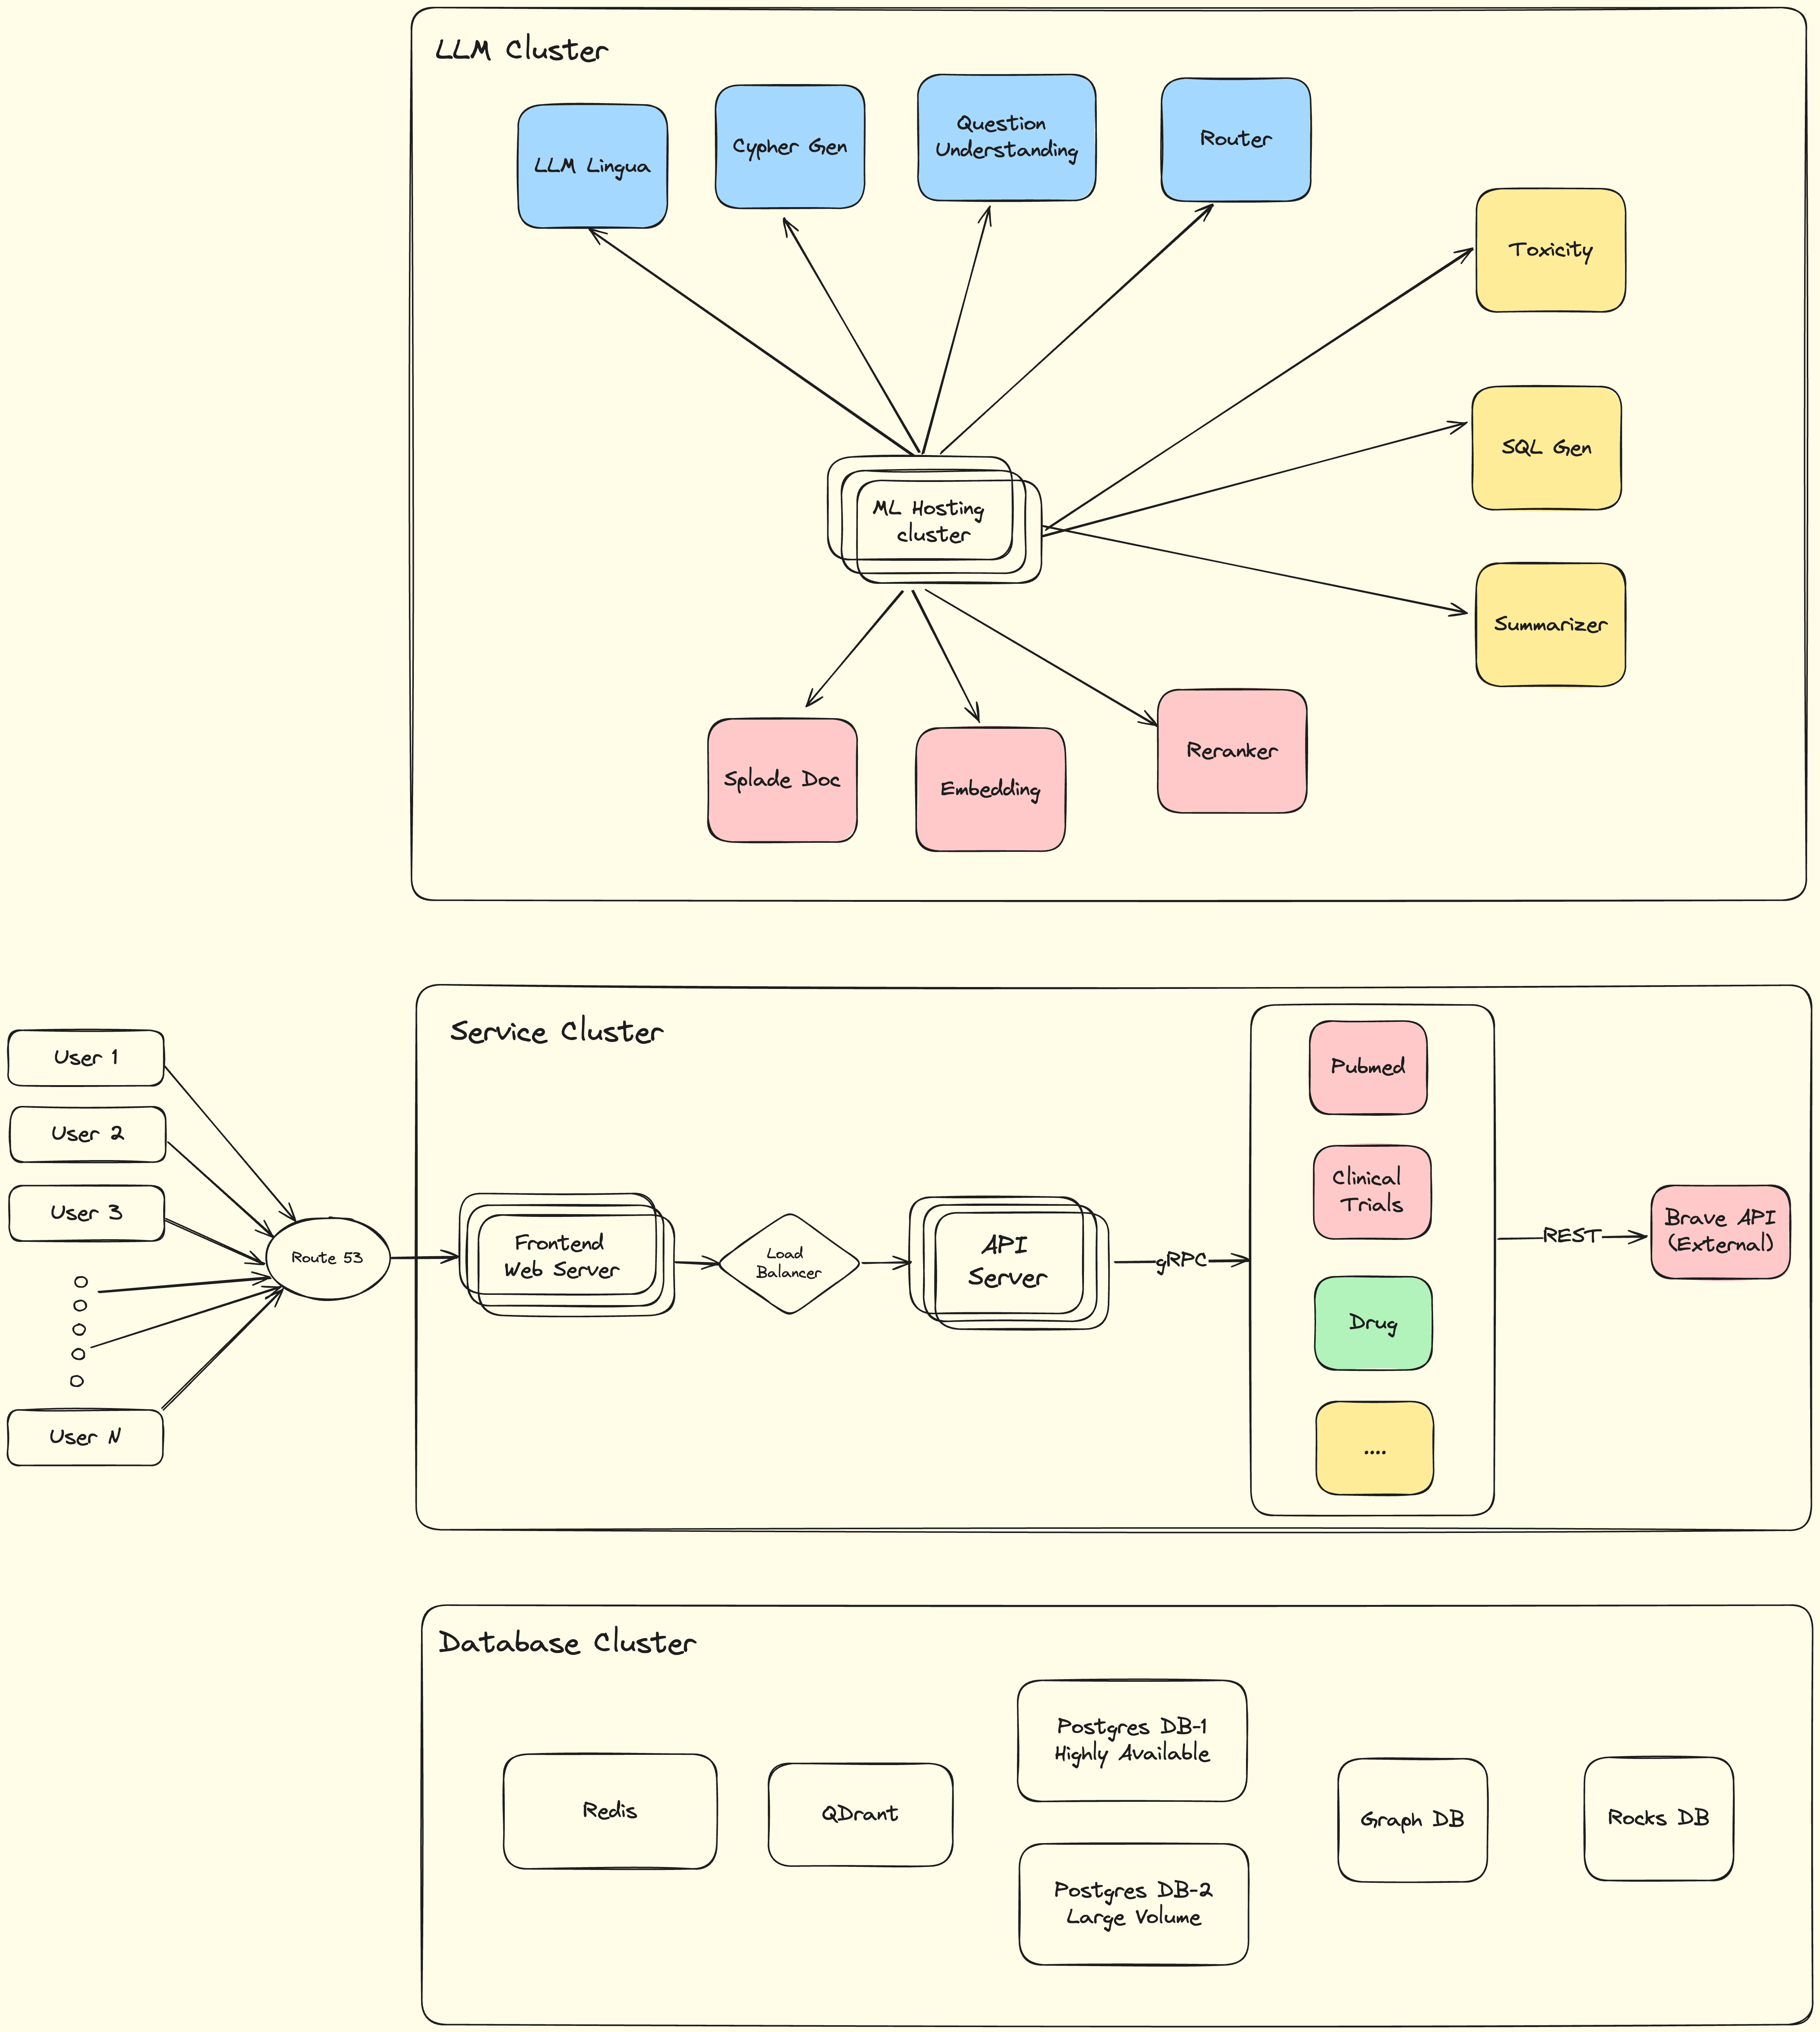 LLM Cluster
LLM Lingua
Cypher Gen
Question
Understanding
Router
Toxicity
SQL Gen
Summarizer
ML Hosting
cluster
Splade Doc
Embedding
Reranker
Service Cluster
User 1
User 2
User 3
User N
Route 53
Frontend
Web Server
Load
Balancer
API
Server
gRPC
Pubmed
Clinical
Trials
Drug
....
REST
Brave API
(External)
Database Cluster
Redis
QDrant
Postgres DB-1
Highly Available
Postgres DB-2
Large Volume
Graph DB
Rocks DB